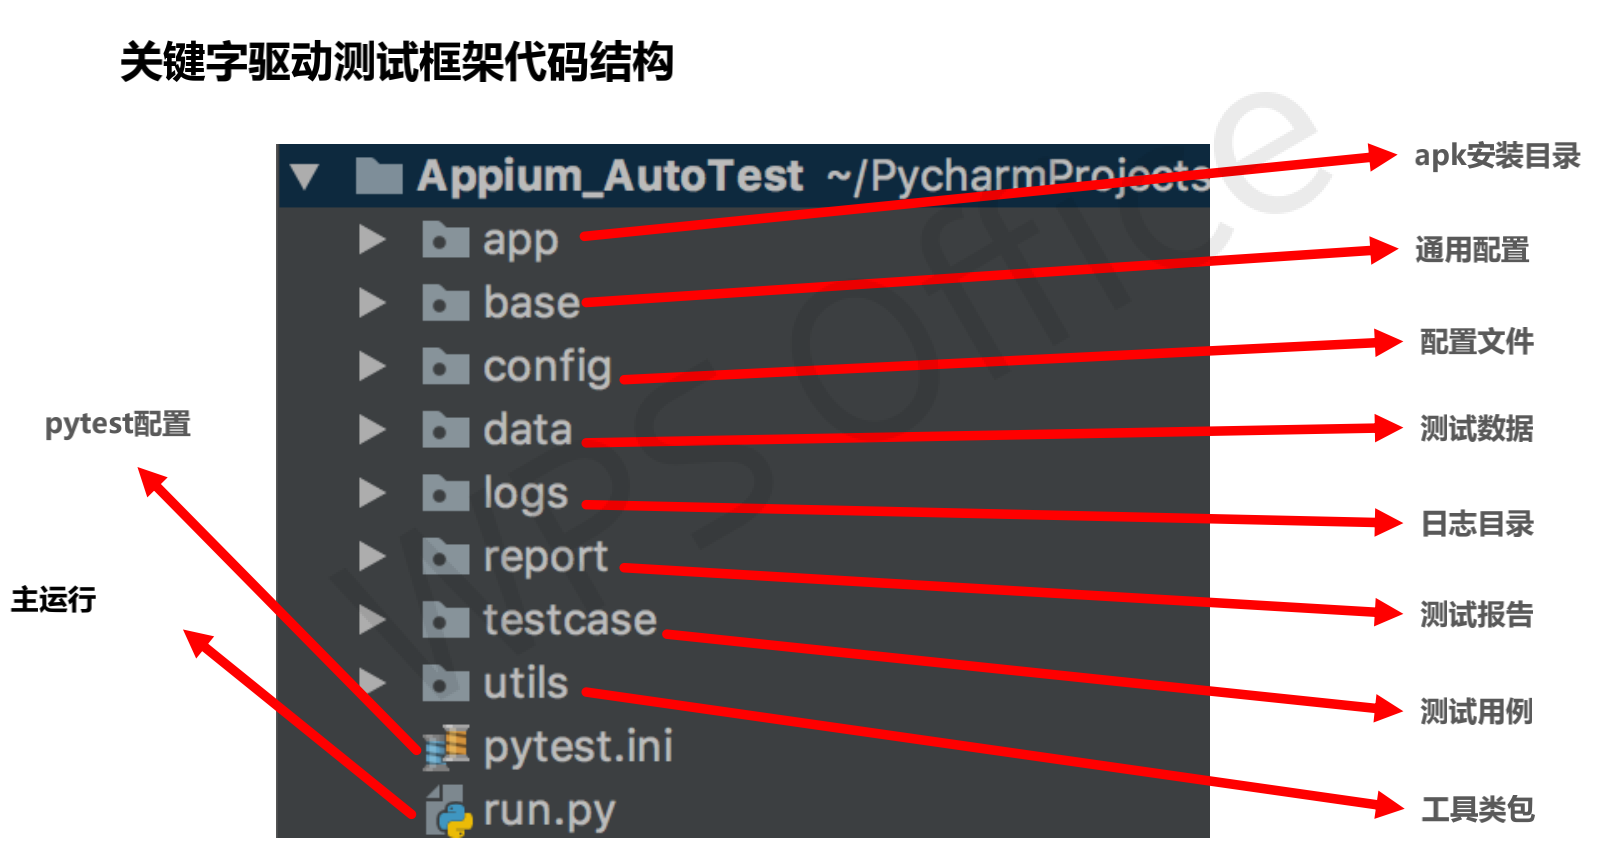 关键字驱动测试框架代码结构
Appium_AutoTest ~/PycharmProjects
apk安装目录
app
通用配置
base
配置文件
config
pytest配置
测试数据
data
logs
日志目录
report
主运行
测试报告
testcase
utils
测试用例
pytest.ini
run.py
工具类包
WPS Office